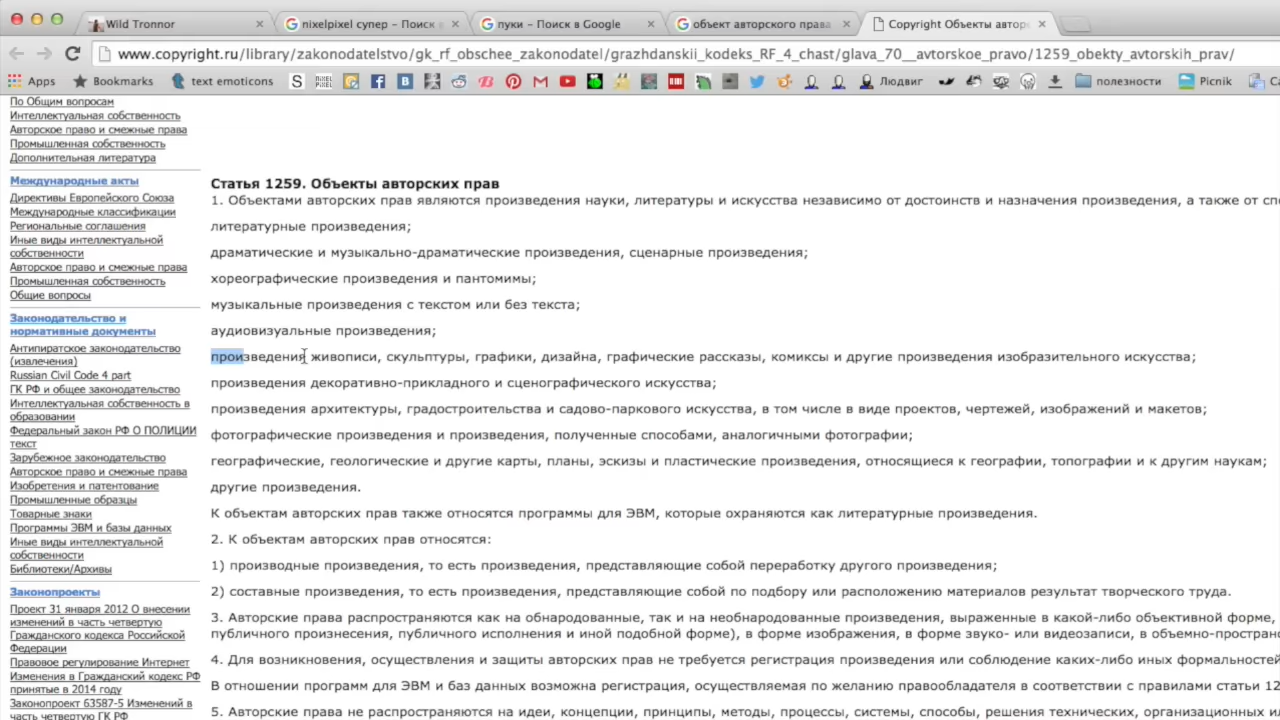 Wild Tronnor
nixelpixel супер – Поиск в
пуки – Поиск в Google
объект авторского права
Copyright Объекты авторс
www.copyright.ru/library/zakonodatelstvo/gk_rf_obschee_zakonodatel/grazhdanskii_kodeks_RF_4_chast/glava_70__avtorskoe_pravo/1259_obekty_avtorskih_prav/
Apps
Bookmarks
text emoticons
Людвиг
полезности
Picnik
По Общим вопросам
Интеллектуальная собственность
Авторское право и смежные права
Промышленная собственность
Дополнительная литература
Международные акты
Директивы Европейского Союза
Международные классификации
Региональные соглашения
Иные виды интеллектуальной
собственности
Авторское право и смежные права
Промышленная собственность
Общие вопросы
Законодательство и
нормативные документы
Антипиратское законодательство
(извлечения)
Russian Civil Code 4 part
ГК РФ и общее законодательство
Интеллектуальная собственность в
образовании
Федеральный закон РФ О ПОЛИЦИИ
текст
Зарубежное законодательство
Авторское право и смежные права
Изобретения и патентование
Промышленные образцы
Товарные знаки
Программы ЭВМ и базы данных
Иные виды интеллектуальной
собственности
Библиотеки/Архивы
Законопроекты
Проект 31 января 2012 О внесении
изменений в часть четвертую
Гражданского кодекса Российской
Федерации
Правовое регулирование Интернет
Изменения в Гражданский кодекс РФ
принятые в 2014 году
Законопроект 63587-5 Изменений в
часть четвертую ГК РФ
Статья 1259. Объекты авторских прав
1. Объектами авторских прав являются произведения науки, литературы и искусства независимо от достоинств и назначения произведения, а также от спо
литературные произведения;
драматические и музыкально-драматические произведения, сценарные произведения;
хореографические произведения и пантомимы;
музыкальные произведения с текстом или без текста;
аудиовизуальные произведения;
произведения живописи, скульптуры, графики, дизайна, графические рассказы, комиксы и другие произведения изобразительного искусства;
произведения декоративно-прикладного и сценографического искусства;
произведения архитектуры, градостроительства и садово-паркового искусства, в том числе в виде проектов, чертежей, изображений и макетов;
фотографические произведения и произведения, полученные способами, аналогичными фотографии;
географические, геологические и другие карты, планы, эскизы и пластические произведения, относящиеся к географии, топографии и к другим наукам;
другие произведения.
К объектам авторских прав также относятся программы для ЭВМ, которые охраняются как литературные произведения.
2. К объектам авторских прав относятся:
1) производные произведения, то есть произведения, представляющие собой переработку другого произведения;
2) составные произведения, то есть произведения, представляющие собой по подбору или расположению материалов результат творческого труда.
3. Авторские права распространяются как на обнародованные, так и на необнародованные произведения, выраженные в какой-либо объективной форме,
публичного произнесения, публичного исполнения и иной подобной форме), в форме изображения, в форме звуко- или видеозаписи, в объемно-простран
4. Для возникновения, осуществления и защиты авторских прав не требуется регистрация произведения или соблюдение каких-либо иных формальностей
В отношении программ для ЭВМ и баз данных возможна регистрация, осуществляемая по желанию правообладателя в соответствии с правилами статьи 12
5. Авторские права не распространяются на идеи, концепции, принципы, методы, процессы, системы, способы, решения технических, организационных ил